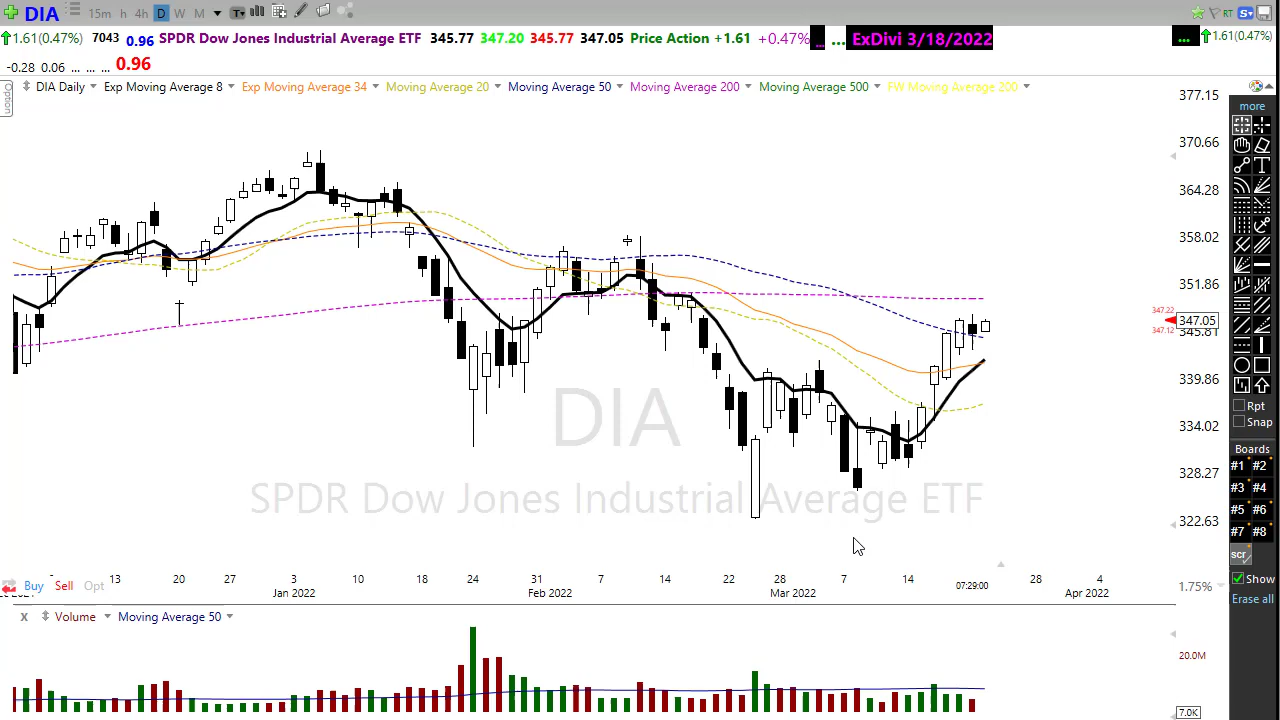 DIA 15m h 4h D W M T S RT
1.61(0.47%) 7043 0.96 SPDR Dow Jones Industrial Average ETF 345.77 347.20 345.77 347.05 Price Action +1.61 +0.47% ... ... ExDivi 3/18/2022 ... 1.61(0.47%)
-0.28 0.06 ... ... ... 0.96
Option DIA Daily Exp Moving Average 8 Exp Moving Average 34 Moving Average 20 Moving Average 50 Moving Average 200 Moving Average 500 FW Moving Average 200
377.15
370.66
364.28
358.02
351.86
347.22
347.05
347.12
345.81
339.86
334.02
328.27
322.63
more
Rpt
Snap
Boards
#1 #2
#3 #4
#5 #6
#7 #8
scr
Show
Erase all
DIA
SPDR Dow Jones Industrial Average ETF
13 20 27 3 10 18 24 31 7 14 22 28 7 14 07:29:00 28 4
Buy Sell Opt 1.75%
Jan 2022 Feb 2022 Mar 2022 Apr 2022
X Volume Moving Average 50
20.0M
7.0K